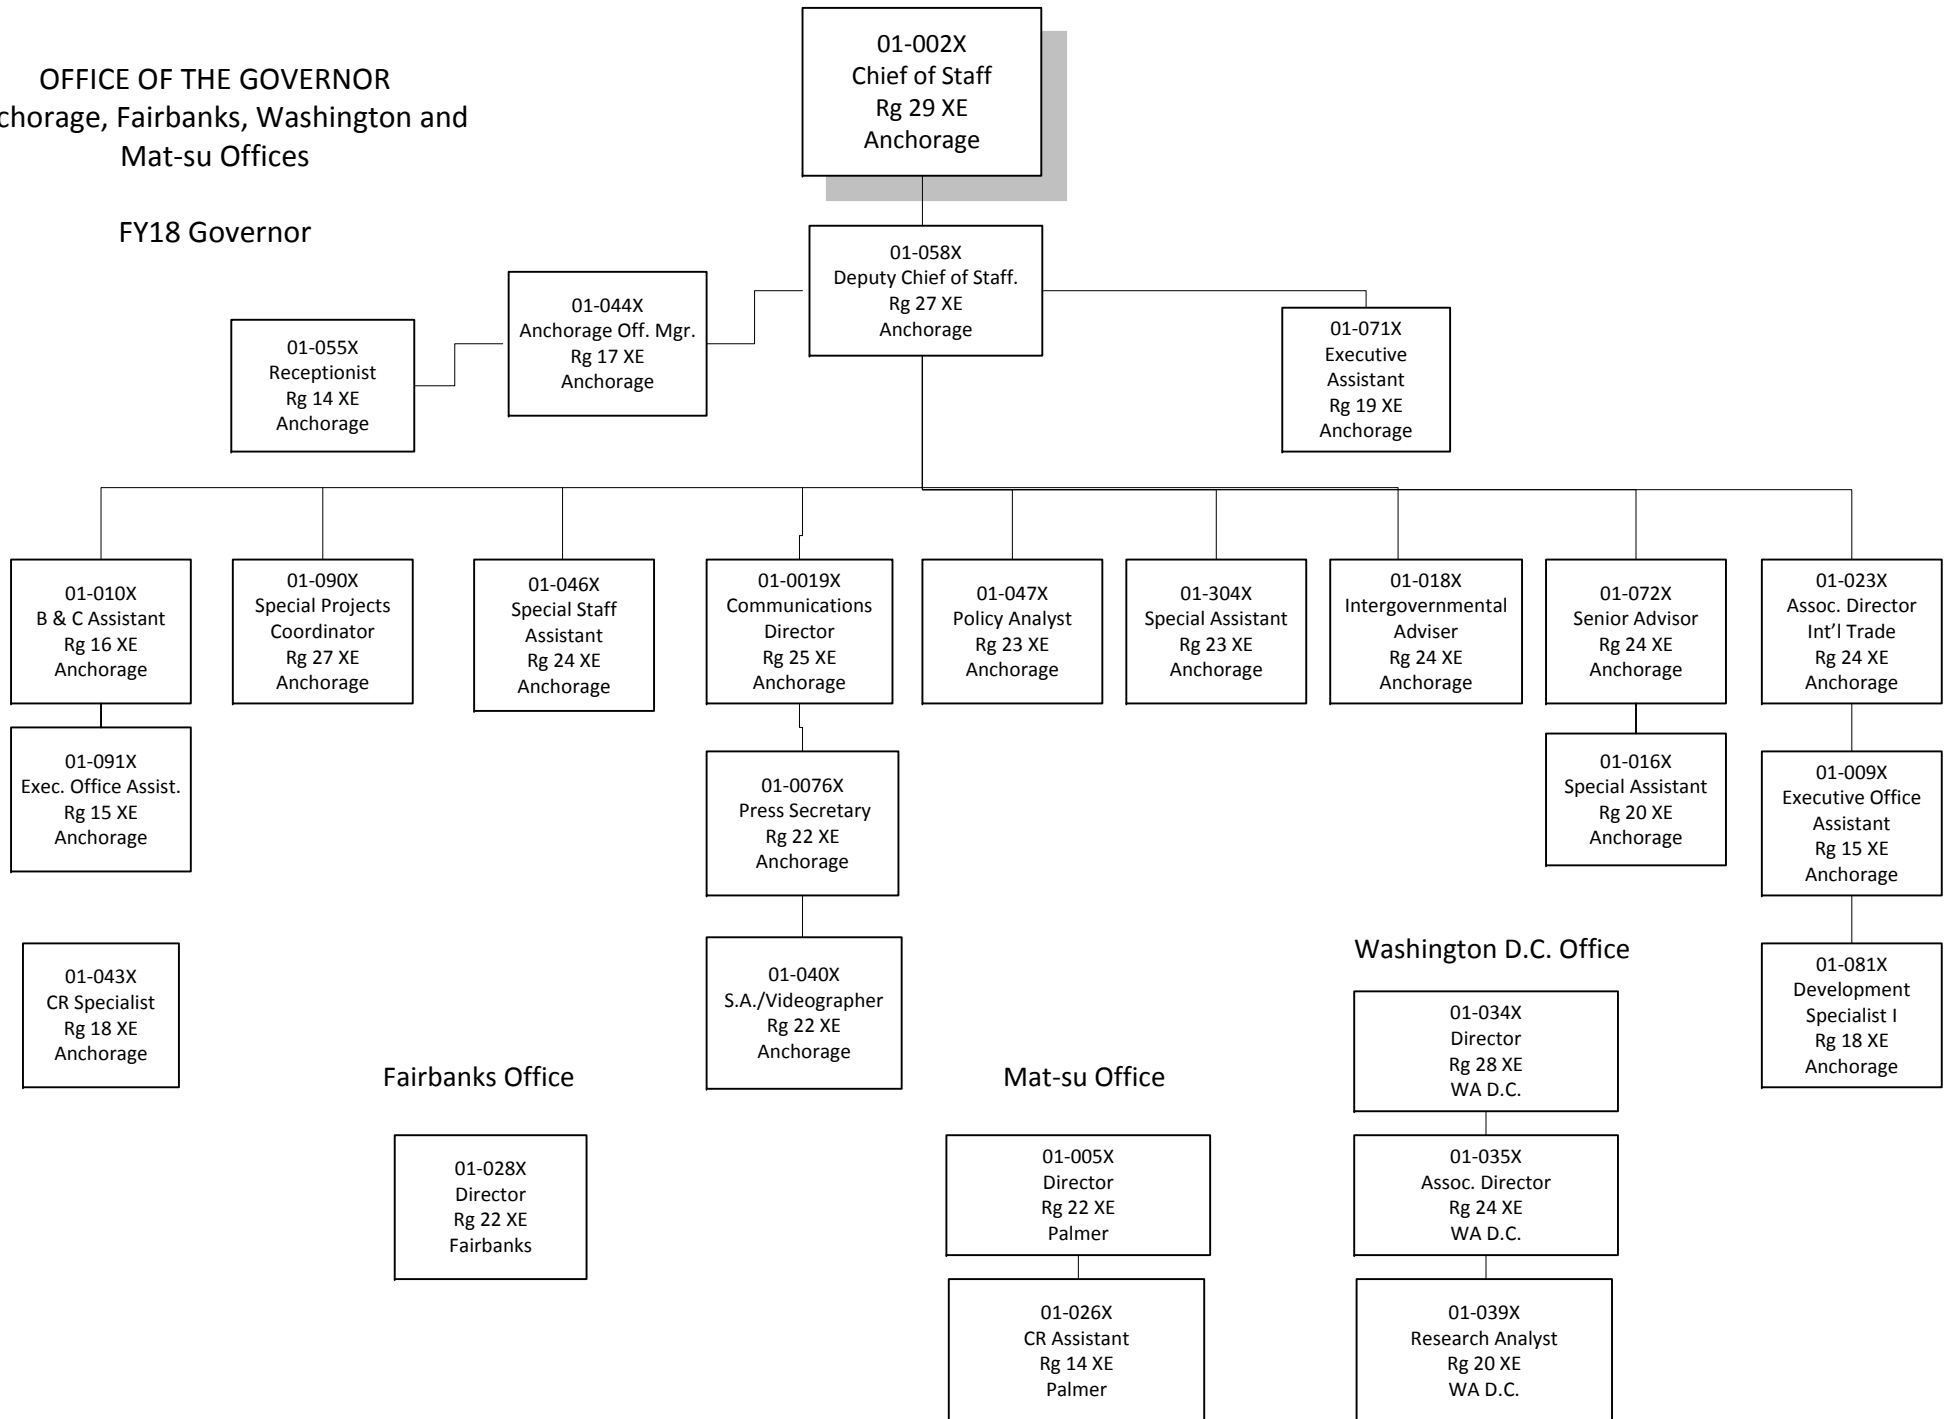 OFFICE OF THE GOVERNOR
chorage, Fairbanks, Washington and
Mat-su Offices
FY18 Governor
01-002X
Chief of Staff
Rg 29 XE
Anchorage
01-058X
Deputy Chief of Staff.
Rg 27 XE
Anchorage
01-044X
Anchorage Off. Mgr.
Rg 17 XE
Anchorage
01-055X
Receptionist
Rg 14 XE
Anchorage
01-071X
Executive
Assistant
Rg 19 XE
Anchorage
01-010X
B & C Assistant
Rg 16 XE
Anchorage
01-090X
Special Projects
Coordinator
Rg 27 XE
Anchorage
01-046X
Special Staff
Assistant
Rg 24 XE
Anchorage
01-0019X
Communications
Director
Rg 25 XE
Anchorage
01-047X
Policy Analyst
Rg 23 XE
Anchorage
01-304X
Special Assistant
Rg 23 XE
Anchorage
01-018X
Intergovernmental
Adviser
Rg 24 XE
Anchorage
01-072X
Senior Advisor
Rg 24 XE
Anchorage
01-023X
Assoc. Director
Int’l Trade
Rg 24 XE
Anchorage
01-091X
Exec. Office Assist.
Rg 15 XE
Anchorage
01-0076X
Press Secretary
Rg 22 XE
Anchorage
01-016X
Special Assistant
Rg 20 XE
Anchorage
01-009X
Executive Office
Assistant
Rg 15 XE
Anchorage
01-043X
CR Specialist
Rg 18 XE
Anchorage
01-040X
S.A./Videographer
Rg 22 XE
Anchorage
01-081X
Development
Specialist I
Rg 18 XE
Anchorage
Fairbanks Office
01-028X
Director
Rg 22 XE
Fairbanks
Mat-su Office
01-005X
Director
Rg 22 XE
Palmer
01-026X
CR Assistant
Rg 14 XE
Palmer
Washington D.C. Office
01-034X
Director
Rg 28 XE
WA D.C.
01-035X
Assoc. Director
Rg 24 XE
WA D.C.
01-039X
Research Analyst
Rg 20 XE
WA D.C.